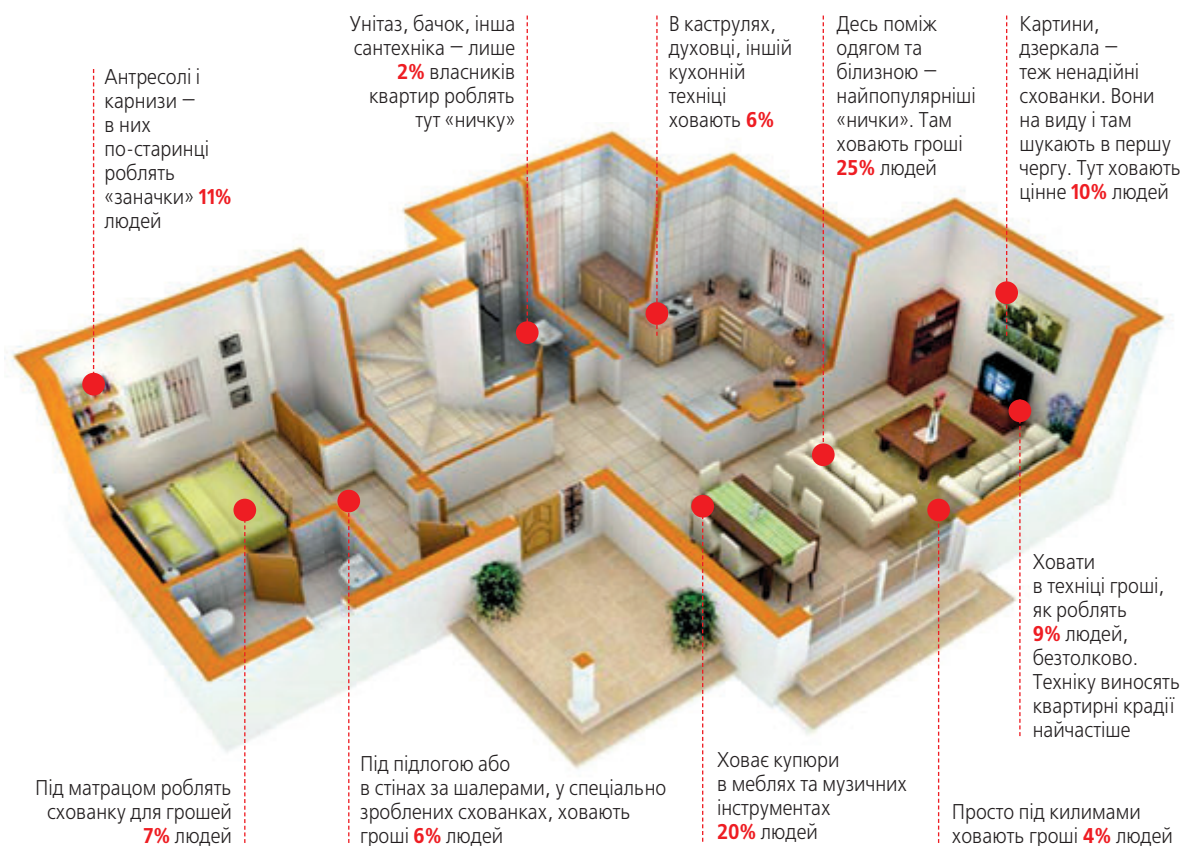 Антресолі і
карнизи —
в них
по-старинці
роблять
«заначки» 11%
людей
Унітаз, бачок, інша
сантехніка — лише
2% власників
квартир роблять
тут «ничку»
В каструлях,
духовці, іншій
кухонній
техніці
ховають 6%
Десь поміж
одягом та
білизною —
найпопулярніші
«нички». Там
ховають гроші
25% людей
Картини,
дзеркала —
теж ненадійні
схованки. Вони
на виду і там
шукають в першу
чергу. Тут ховають
цінне 10% людей
Ховати
в техніці гроші,
як роблять
9% людей,
безтолково.
Техніку виносять
квартирні крадії
найчастіше
Під матрацом роблять
схованку для грошей
7% людей
Під підлогою або
в стінах за шалерами, у спеціально
зроблених схованках, ховають
гроші 6% людей
Ховає купюри
в меблях та музичних
інструментах
20% людей
Просто під килимами
ховають гроші 4% людей